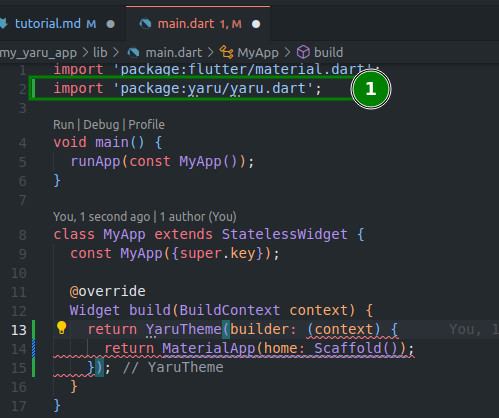 tutorial.md M
main.dart 1, M
my_yaru_app > lib > main.dart > MyApp > build
1 import 'package:flutter/material.dart';
2 import 'package:yaru/yaru.dart'; 1
3
Run | Debug | Profile
4 void main() {
5 runApp(const MyApp());
6 }
7
You, 1 second ago | 1 author (You)
8 class MyApp extends StatelessWidget {
9 const MyApp({super.key});
10
11 @override
12 Widget build(BuildContext context) {
13 return YaruTheme(builder: (context) { You, 1
14 return MaterialApp(home: Scaffold());
15 }); // YaruTheme
16 }
17 }